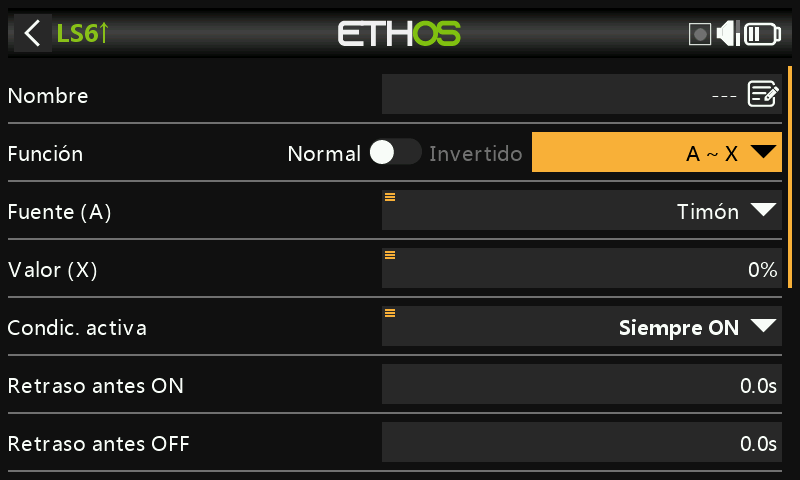 LS6↑ ETHOS
Nombre ---
Función Normal Invertido A ~ X
Fuente (A) Timón
Valor (X) 0%
Condic. activa Siempre ON
Retraso antes ON 0.0s
Retraso antes OFF 0.0s